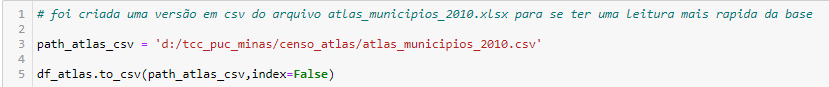 1 # foi criada uma versão em csv do arquivo atlas_municipios_2010.xlsx para se ter uma leitura mais rapida da base
2
3 path_atlas_csv = 'd:/tcc_puc_minas/censo_atlas/atlas_municipios_2010.csv'
4
5 df_atlas.to_csv(path_atlas_csv,index=False)